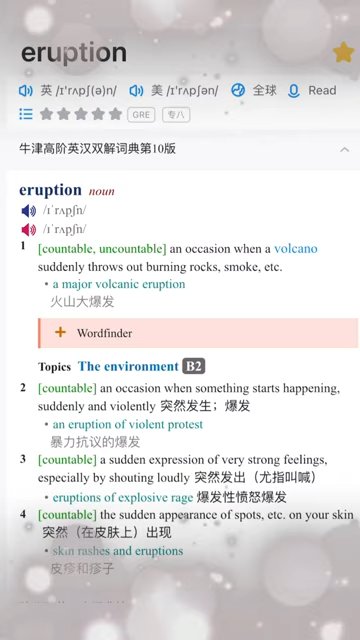 eruption
英 /ɪ'rʌpʃ(ə)n/ 美 /ɪ'rʌpʃən/ 全球 Read
GRE 专八
牛津高阶英汉双解词典第10版
eruption noun
/ɪˈrʌpʃn/
/ɪˈrʌpʃn/
1 [countable, uncountable] an occasion when a volcano
suddenly throws out burning rocks, smoke, etc.
• a major volcanic eruption
火山大爆发
+ Wordfinder
Topics The environment B2
2 [countable] an occasion when something starts happening,
suddenly and violently 突然发生；爆发
• an eruption of violent protest
暴力抗议的爆发
3 [countable] a sudden expression of very strong feelings,
especially by shouting loudly 突然发出（尤指叫喊）
• eruptions of explosive rage 爆发性愤怒爆发
4 [countable] the sudden appearance of spots, etc. on your skin
突然（在皮肤上）出现
• skin rashes and eruptions
皮疹和疹子